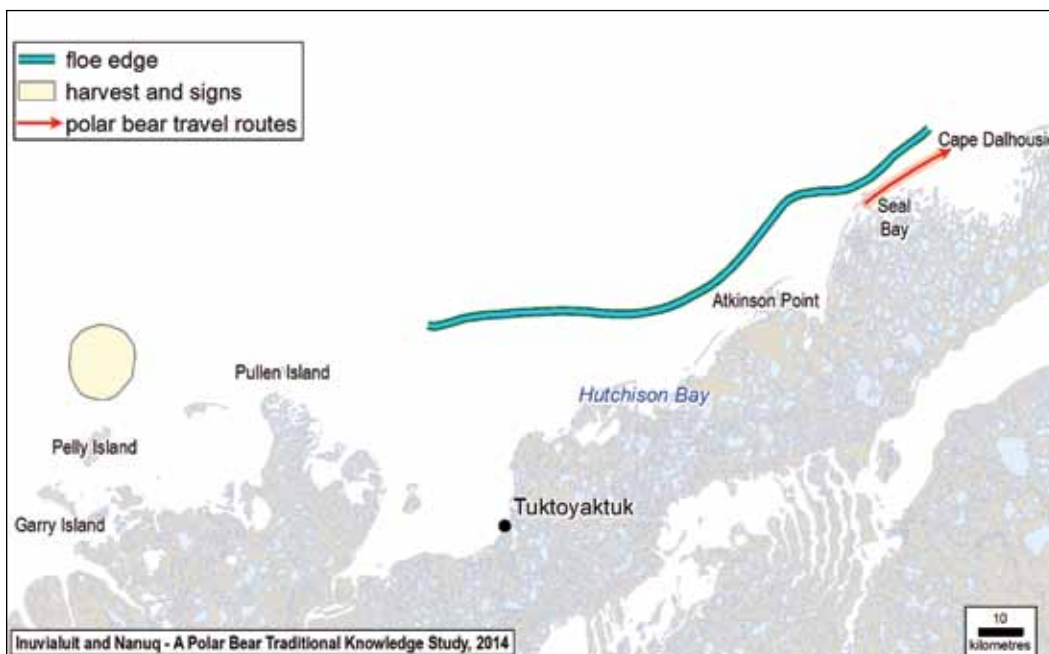 floe edge
harvest and signs
polar bear travel routes
Cape Dalhousie
Seal
Bay
Atkinson Point
Pullen Island
Hutchison Bay
Pelly Island
Tuktoyaktuk
Garry Island
10
kilometres
Inuvialuit and Nanuq - A Polar Bear Traditional Knowledge Study, 2014